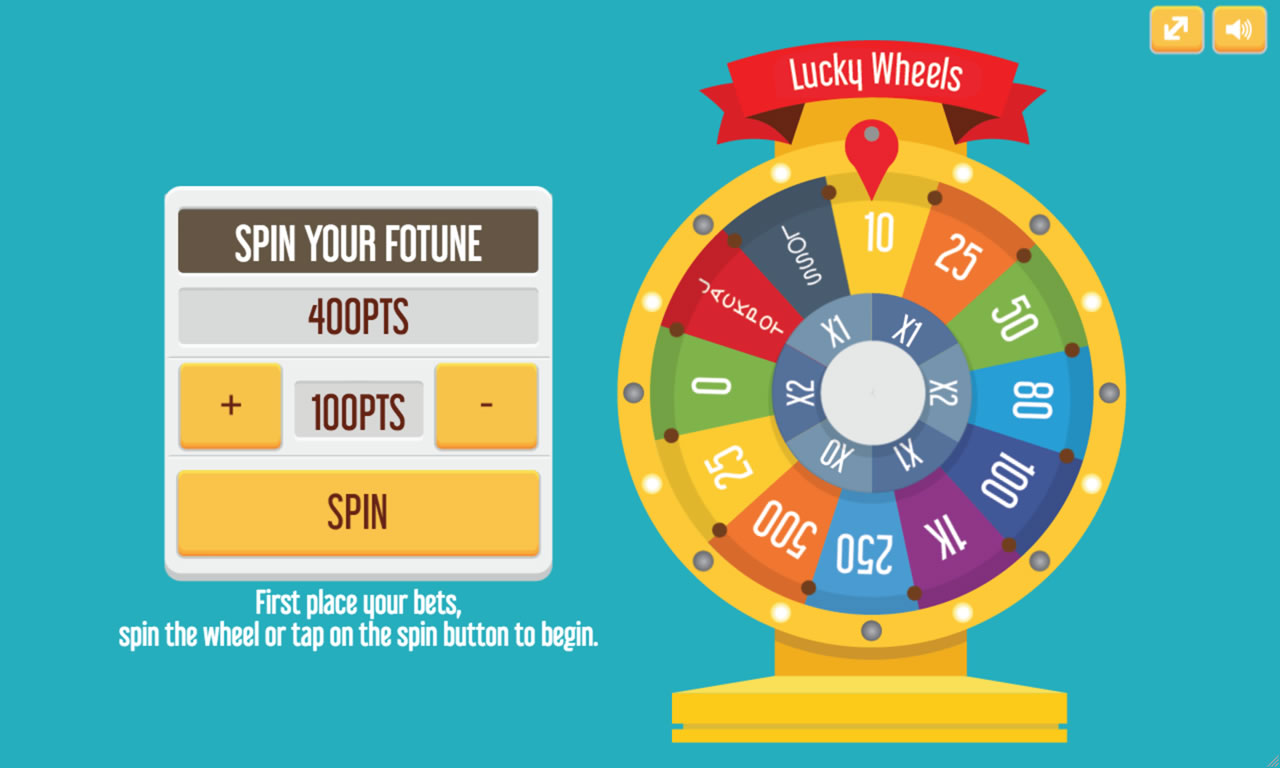 Lucky Wheels
SPIN YOUR FOTUNE
400PTS
+
100PTS
-
SPIN
First place your bets,
spin the wheel or tap on the spin button to begin.
10
25
50
80
100
1K
250
500
25
0
JACKPOT
LOSSS
X1
X2
X1
X0
X2
X1